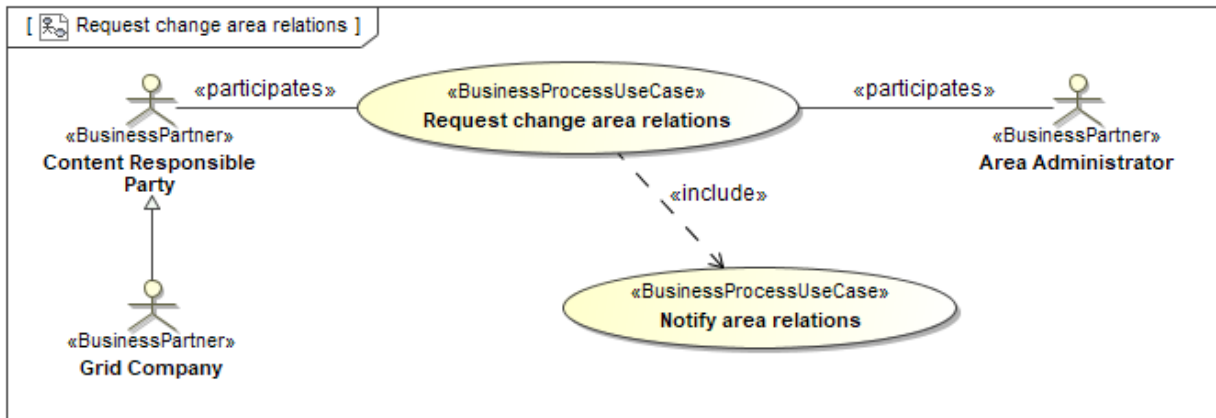 [ Request change area relations ]
«participates»
«BusinessProcessUseCase»
Request change area relations
«participates»
«BusinessPartner»
Content Responsible
Party
«BusinessPartner»
Area Administrator
«include»
«BusinessProcessUseCase»
Notify area relations
«BusinessPartner»
Grid Company